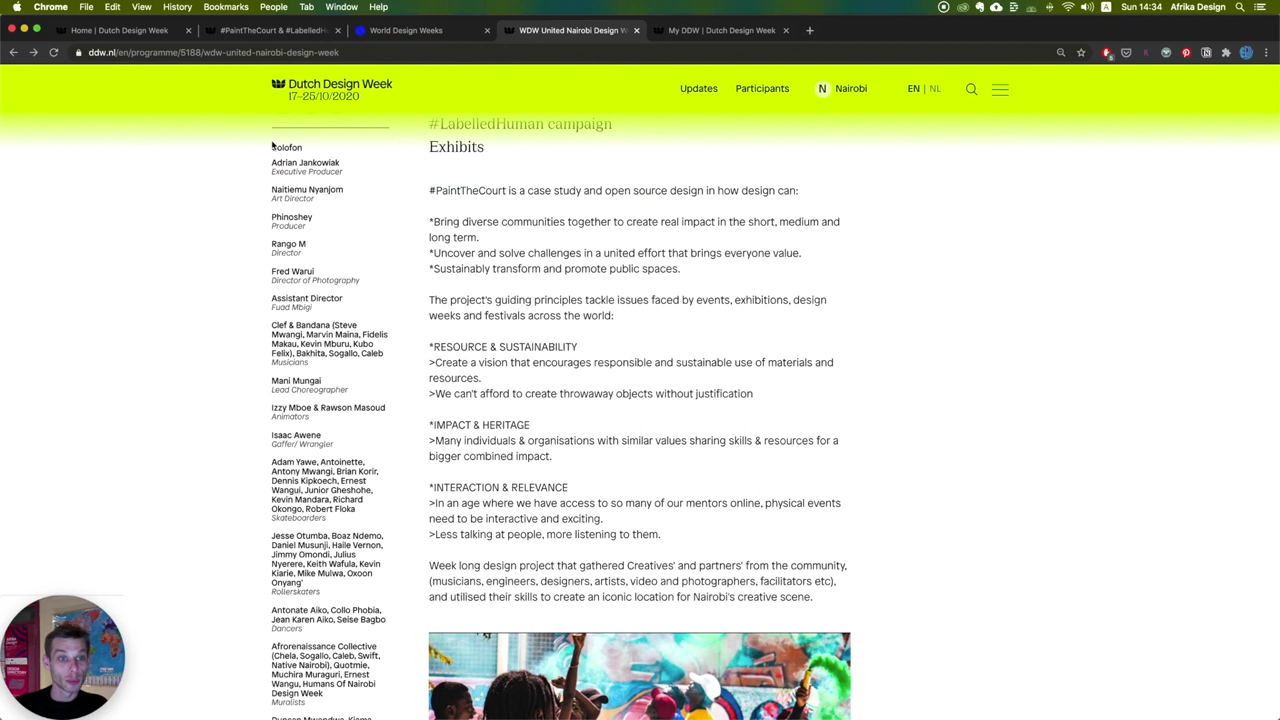 Chrome File Edit View History Bookmarks People Tab Window Help
Sun 14:18 Afrika Design
Home | Dutch Design Week
#PaintTheCourt & #LabelledHu
World Design Weeks
WDW United Nairobi Design W
My DDW | Dutch Design Week
ddw.nl/en/programme/5188/wdw-united-nairobi-design-week
Dutch Design Week
17–25/10/2020
Updates
Participants
N Nairobi
EN | NL
Solofon
Adrian Jankowiak
Executive Producer
Naitiemu Nyanjom
Art Director
Phinoshey
Producer
Rango M
Director
Fred Warui
Director of Photography
Assistant Director
Fuad Mbigi
Clef & Bandana (Steve
Mwangi, Marvin Maina, Fidelis
Makau, Kevin Mburu, Kubo
Felix), Bakhita, Sogallo, Caleb
Musicians
Mani Mungai
Lead Choreographer
Izzy Mboe & Rawson Masoud
Animators
Isaac Awene
Gaffer/ Wrangler
Adam Yawe, Antoinette,
Antony Mwangi, Brian Korir,
Dennis Kipkoech, Ernest
Wangui, Junior Gheshohe,
Kevin Mandara, Richard
Okongo, Robert Floka
Skateboarders
Jesse Otumba, Boaz Ndemo,
Daniel Musunji, Haile Vernon,
Jimmy Omondi, Julius
Nyerere, Keith Wafula, Kevin
Kiarie, Mike Mulwa, Oxoon
Onyang'
Rollerskaters
Antonate Aiko, Collo Phobia,
Jean Karen Aiko, Seise Bagbo
Dancers
Afrorenaissance Collective
(Chela, Sogallo, Caleb, Swift,
Native Nairobi), Quotmie,
Muchira Muraguri, Ernest
Wangu, Humans Of Nairobi
Design Week
Muralists
#LabelledHuman campaign
Exhibits
#PaintTheCourt is a case study and open source design in how design can:
*Bring diverse communities together to create real impact in the short, medium and
long term.
*Uncover and solve challenges in a united effort that brings everyone value.
*Sustainably transform and promote public spaces.
The project's guiding principles tackle issues faced by events, exhibitions, design
weeks and festivals across the world:
*RESOURCE & SUSTAINABILITY
>Create a vision that encourages responsible and sustainable use of materials and
resources.
>We can't afford to create throwaway objects without justification
*IMPACT & HERITAGE
>Many individuals & organisations with similar values sharing skills & resources for a
bigger combined impact.
*INTERACTION & RELEVANCE
>In an age where we have access to so many of our mentors online, physical events
need to be interactive and exciting.
>Less talking at people, more listening to them.
Week long design project that gathered Creatives' and partners' from the community,
(musicians, engineers, designers, artists, video and photographers, facilitators etc),
and utilised their skills to create an iconic location for Nairobi's creative scene.